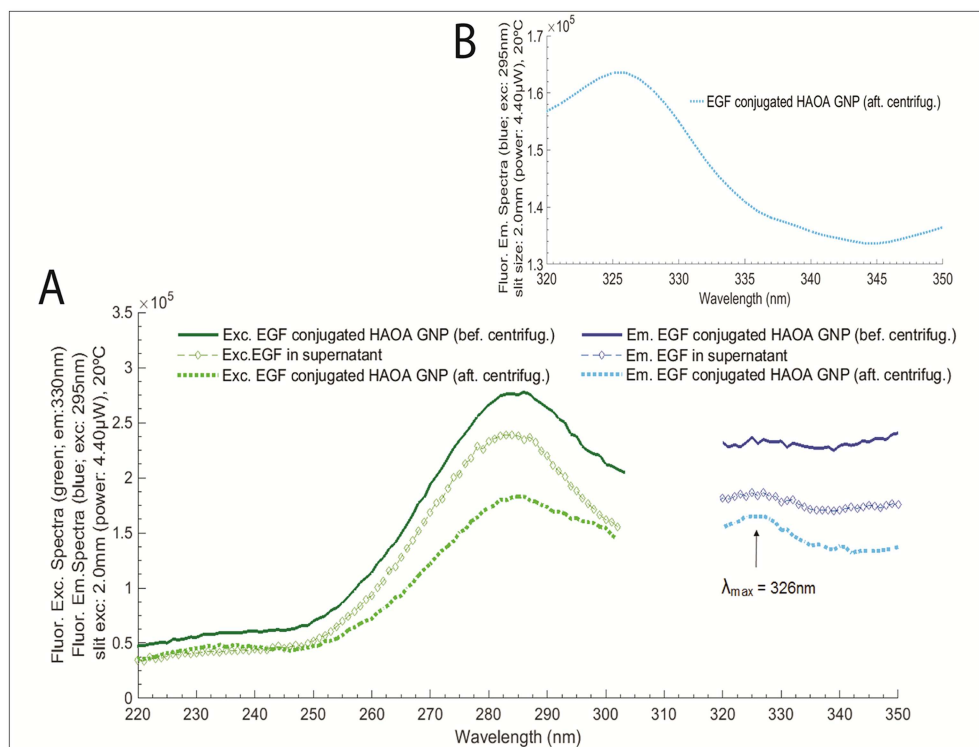 B
×10^5
1.7
1.6
1.5
1.4
1.3
Fluor. Em. Spectra (blue; exc: 295nm)
slit size: 2.0mm (power: 4.40µW), 20ºC
EGF conjugated HAOA GNP (aft. centrifug.)
320 325 330 335 340 345 350
Wavelength (nm)
A
×10^5
3.5
3
2.5
2
1.5
1
0.5
0
Fluor. Exc. Spectra (green; em:330nm)
Fluor. Em.Spectra (blue; exc: 295nm)
slit exc: 2.0mm (power: 4.40µW), 20ºC
Exc. EGF conjugated HAOA GNP (bef. centrifug.)
Exc.EGF in supernatant
Exc. EGF conjugated HAOA GNP (aft. centrifug.)
Em. EGF conjugated HAOA GNP (bef. centrifug.)
Em. EGF in supernatant
Em. EGF conjugated HAOA GNP (aft. centrifug.)
λmax = 326nm
220 230 240 250 260 270 280 290 300 310 320 330 340 350
Wavelength (nm)